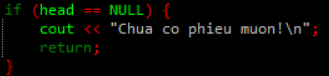 if (head == NULL) {
    cout << "Chua co phieu muon!\n";
    return;
}